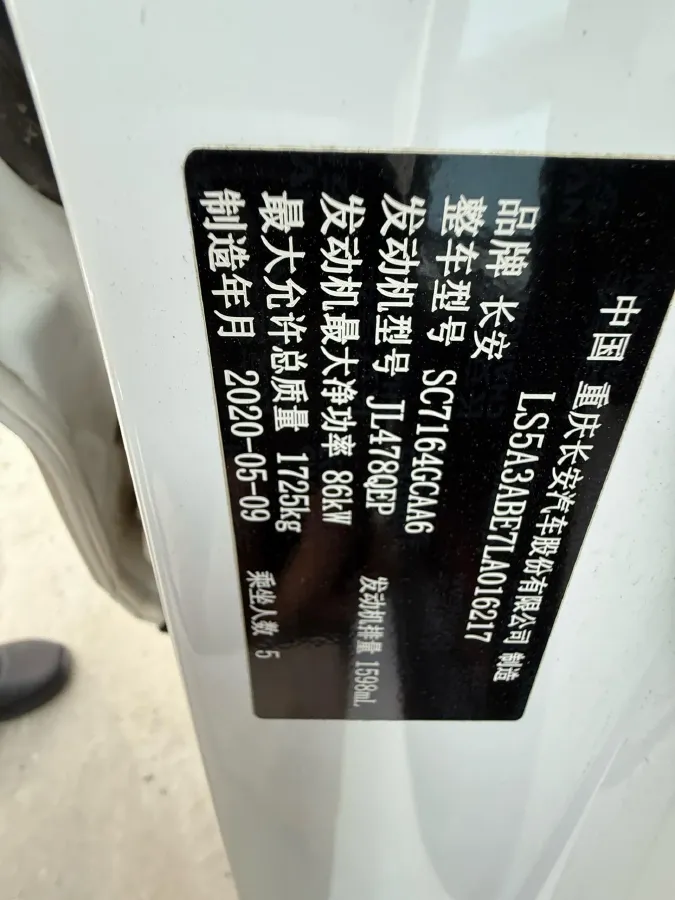 中国 重庆长安汽车股份有限公司 制造
LS5A3ABE7LA016217
品牌 长安
整车型号 SC7164GCAA6
发动机型号 JL478QEP 发动机排量 1598mL
发动机最大净功率 86kW
最大允许总质量 1725kg
制造年月 2020-05-09 乘坐人数 5